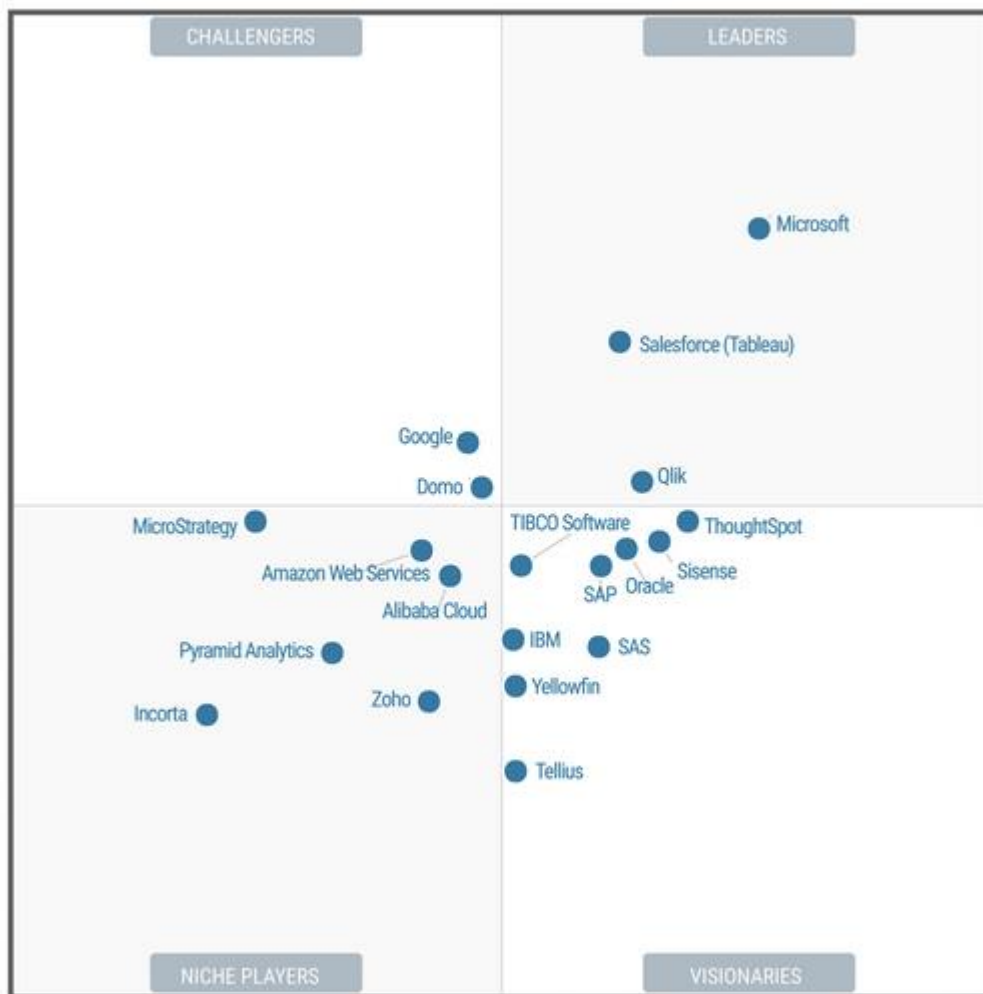 CHALLENGERS
LEADERS
Microsoft
Salesforce (Tableau)
Google
Domo
Qlik
MicroStrategy
TIBCO Software
ThoughtSpot
Amazon Web Services
Sisense
Oracle
SAP
Alibaba Cloud
IBM
SAS
Pyramid Analytics
Yellowfin
Zoho
Incorta
Tellius
NICHE PLAYERS
VISIONARIES